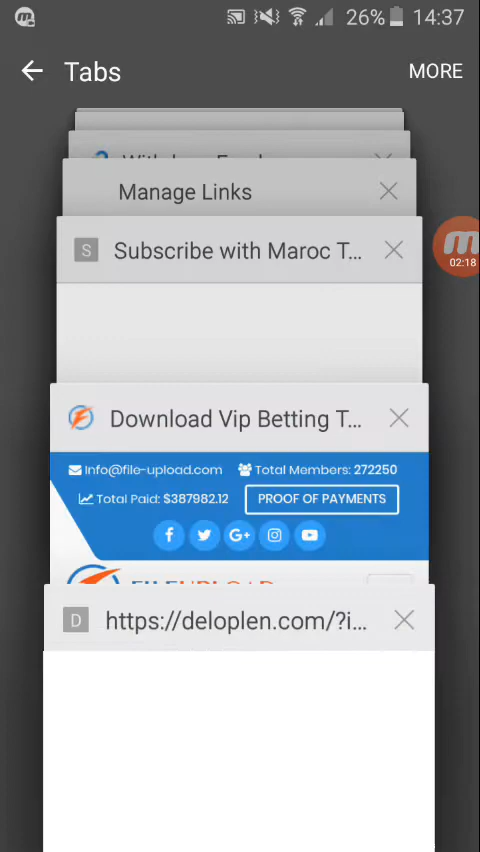 26% 14:37
Tabs MORE
Manage Links
Subscribe with Maroc T...
S
02:18
Download Vip Betting T...
Info@file-upload.com Total Members: 272250
Total Paid: $387982.12 PROOF OF PAYMENTS
D https://deloplen.com/?i...